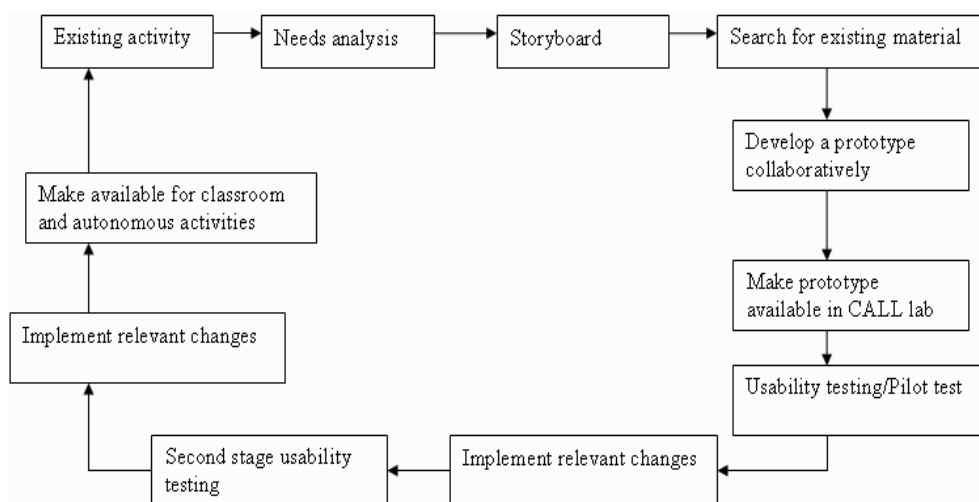 Existing activity
Needs analysis
Storyboard
Search for existing material
Develop a prototype
collaboratively
Make prototype
available in CALL lab
Usability testing/Pilot test
Implement relevant changes
Second stage usability
testing
Implement relevant changes
Make available for classroom
and autonomous activities